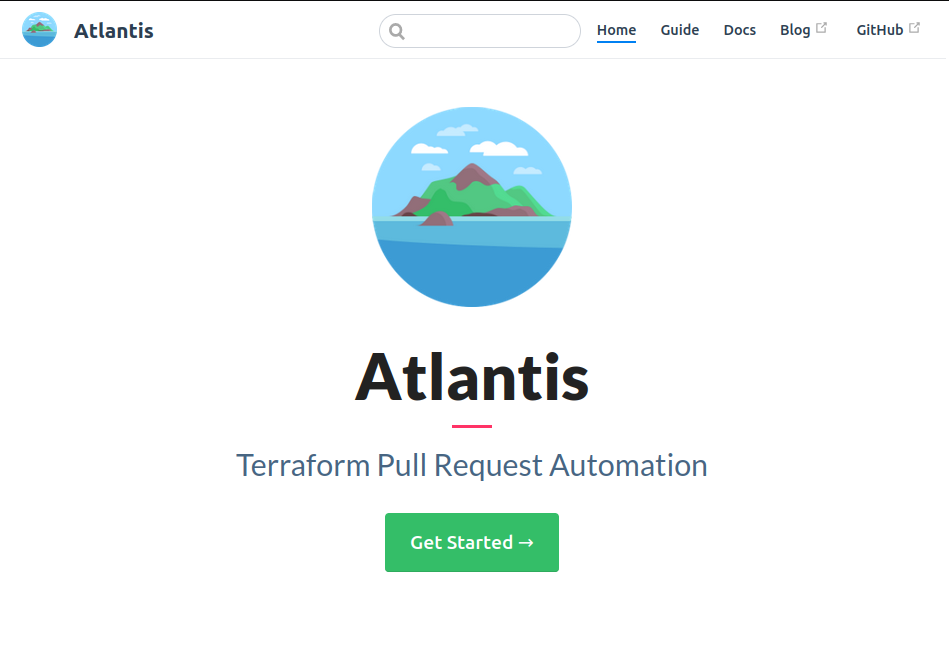 Atlantis
Home Guide Docs Blog GitHub
Atlantis
Terraform Pull Request Automation
Get Started →